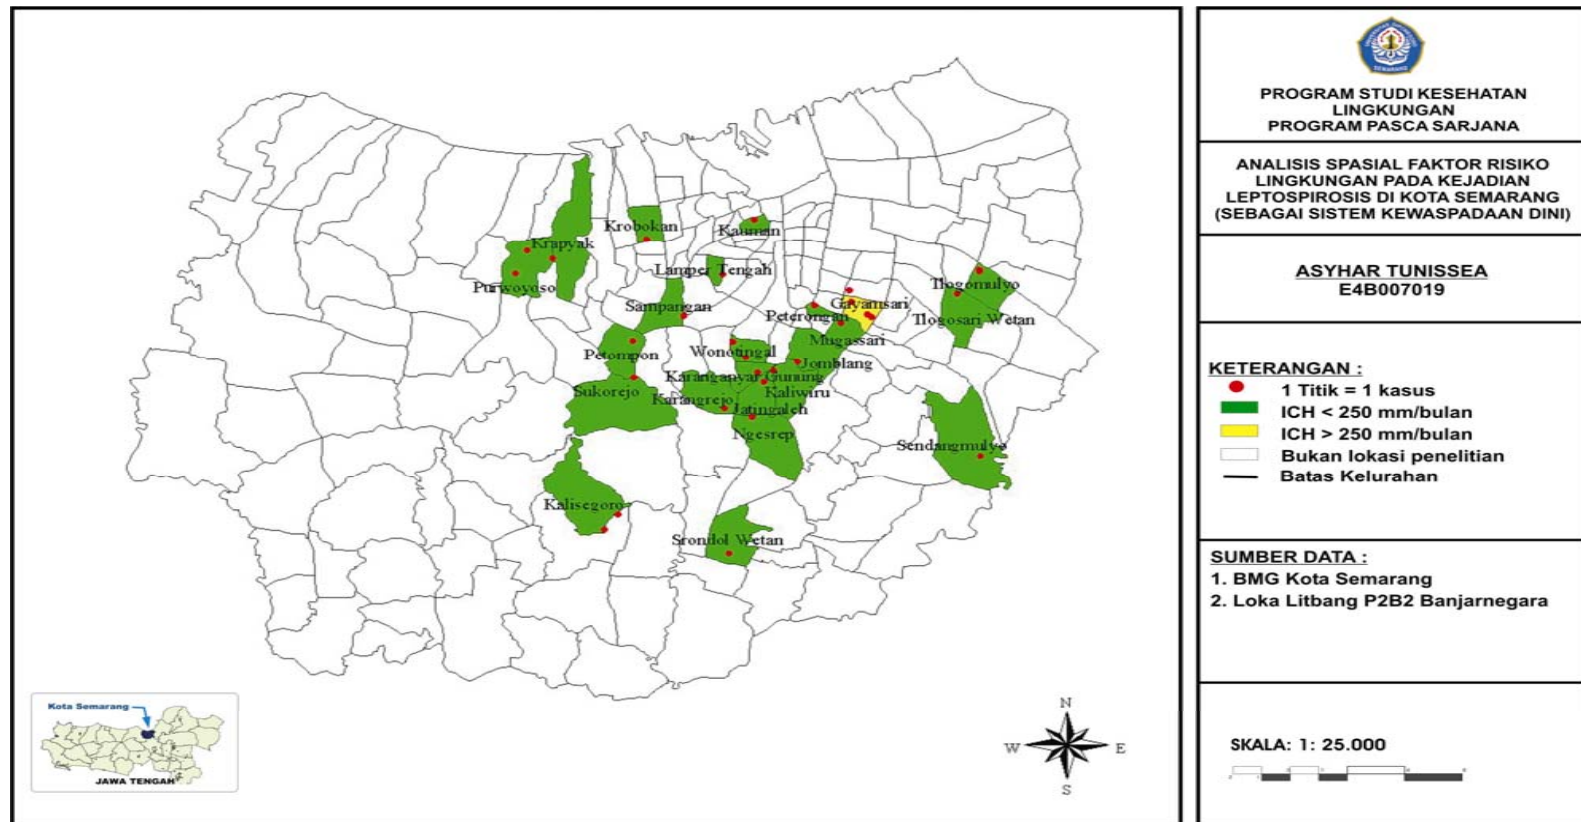 Krobokan
Kauman
Krapyak
Lamper Tengah
Purwoyoso
Tlogomulyo
Sampangan
Gayamsari
Peterongan
Tlogosari Wetan
Mugassari
Petompon
Wonotingal
Jomblang
Karanganyar Gunung
Sukorejo
Kaliwiru
Karangrejo
Jatingaleh
Ngesrep
Sendangmulyo
Kalisegoro
Srondol Wetan
Kota Semarang
JAWA TENGAH
N
W
E
S
PROGRAM STUDI KESEHATAN
LINGKUNGAN
PROGRAM PASCA SARJANA
ANALISIS SPASIAL FAKTOR RISIKO
LINGKUNGAN PADA KEJADIAN
LEPTOSPIROSIS DI KOTA SEMARANG
(SEBAGAI SISTEM KEWASPADAAN DINI)
ASYHAR TUNISSEA
E4B007019
KETERANGAN :
1 Titik = 1 kasus
ICH < 250 mm/bulan
ICH > 250 mm/bulan
Bukan lokasi penelitian
Batas Kelurahan
SUMBER DATA :
1. BMG Kota Semarang
2. Loka Litbang P2B2 Banjarnegara
SKALA: 1: 25.000